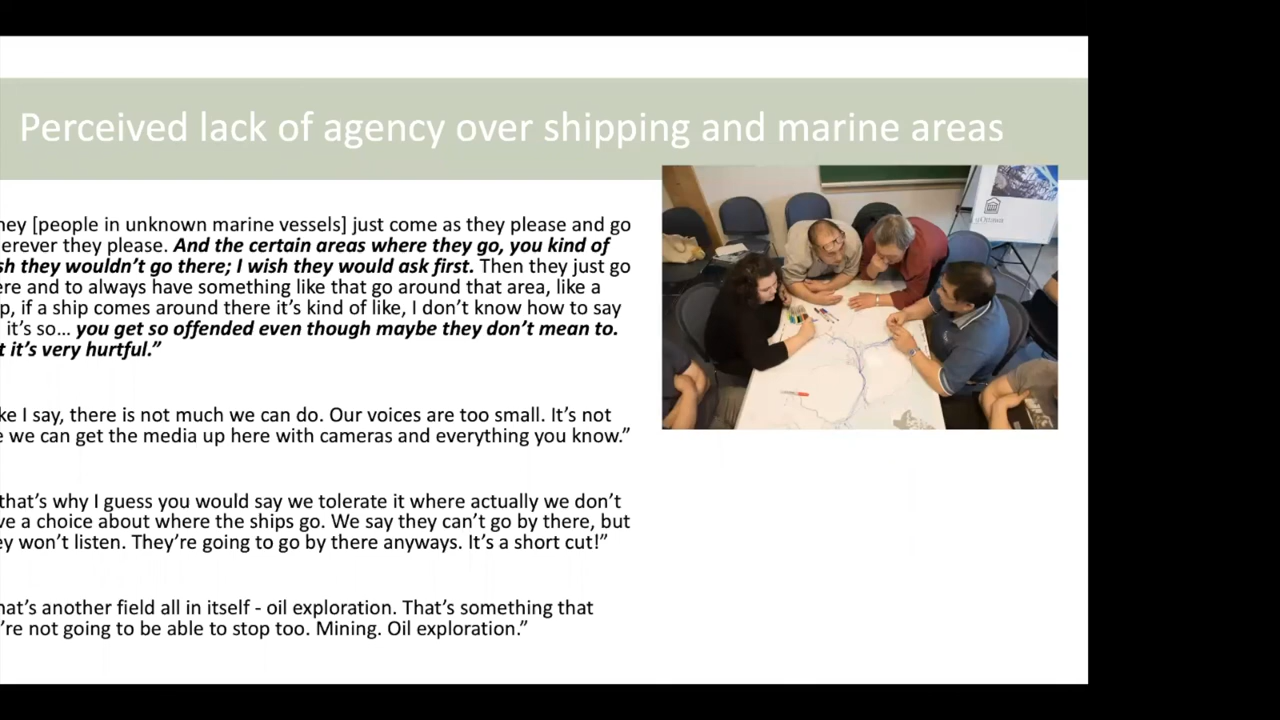 Perceived lack of agency over shipping and marine areas
hey [people in unknown marine vessels] just come as they please and go
erever they please. And the certain areas where they go, you kind of
sh they wouldn’t go there; I wish they would ask first. Then they just go
ere and to always have something like that go around that area, like a
p, if a ship comes around there it’s kind of like, I don’t know how to say
it’s so... you get so offended even though maybe they don’t mean to.
t it’s very hurtful.”
ke I say, there is not much we can do. Our voices are too small. It’s not
e we can get the media up here with cameras and everything you know.”
that’s why I guess you would say we tolerate it where actually we don’t
ve a choice about where the ships go. We say they can’t go by there, but
ey won’t listen. They’re going to go by there anyways. It’s a short cut!”
hat’s another field all in itself - oil exploration. That’s something that
’re not going to be able to stop too. Mining. Oil exploration.”
uOttawa